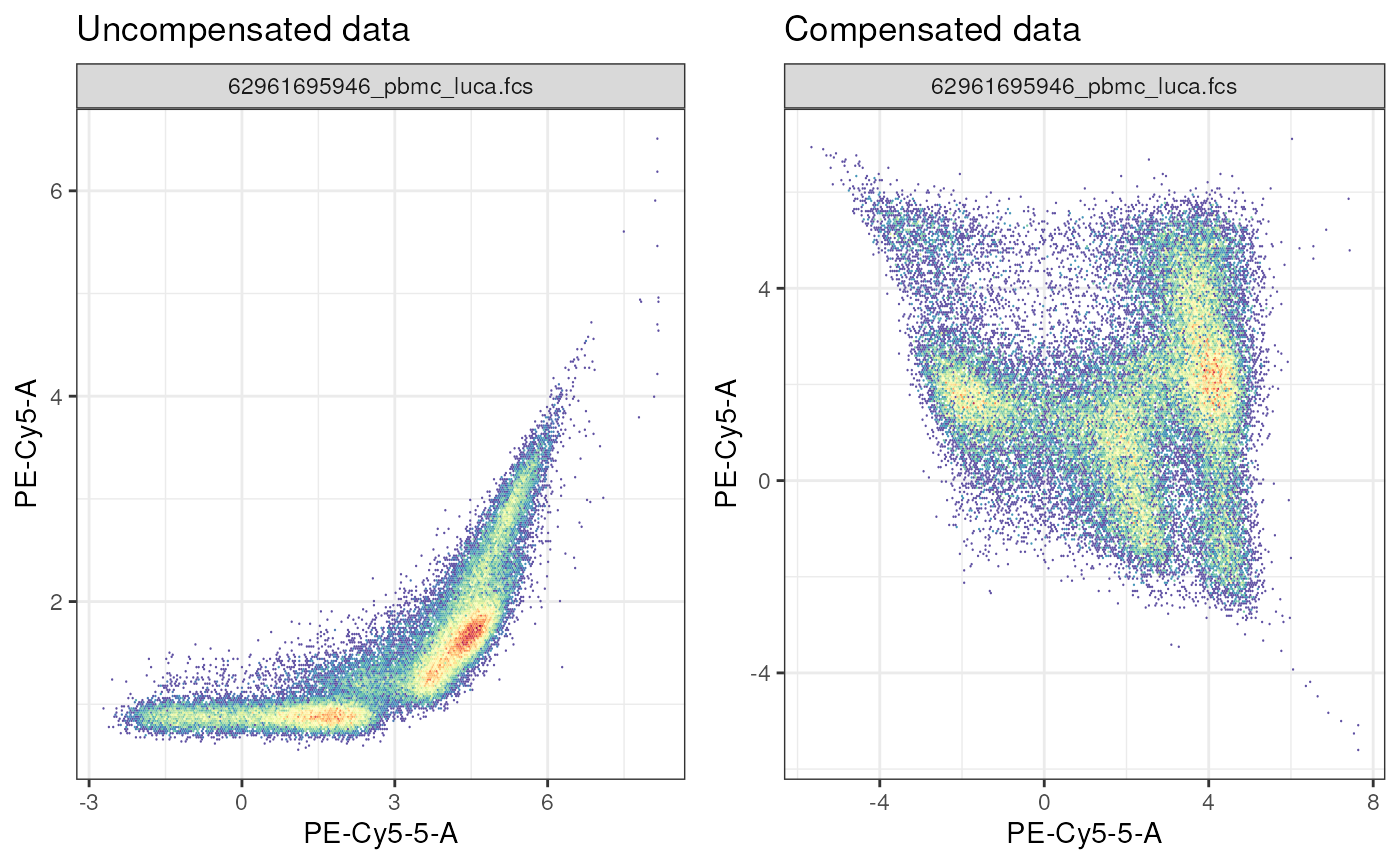 Uncompensated data
62961695946_pbmc_luca.fcs
6
4
2
PE-Cy5-A
-3
0
3
6
PE-Cy5-5-A
Compensated data
62961695946_pbmc_luca.fcs
4
0
-4
PE-Cy5-A
-4
0
4
8
PE-Cy5-5-A